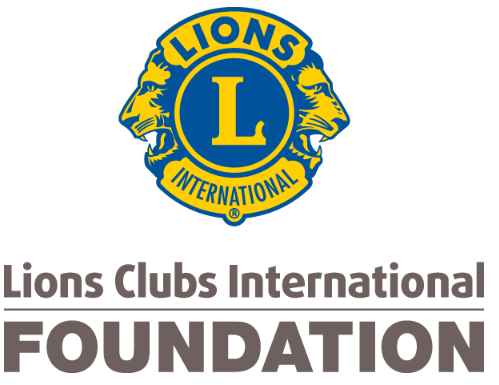 LIONS
L
INTERNATIONAL
®
Lions Clubs International
FOUNDATION